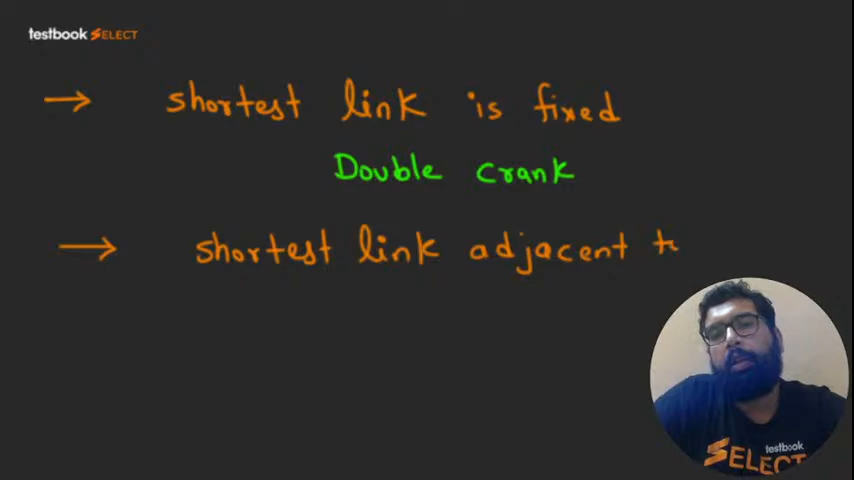 testbook SELECT
→ shortest link is fixed
Double crank
→ shortest link adjacent t
testbook
SELECT